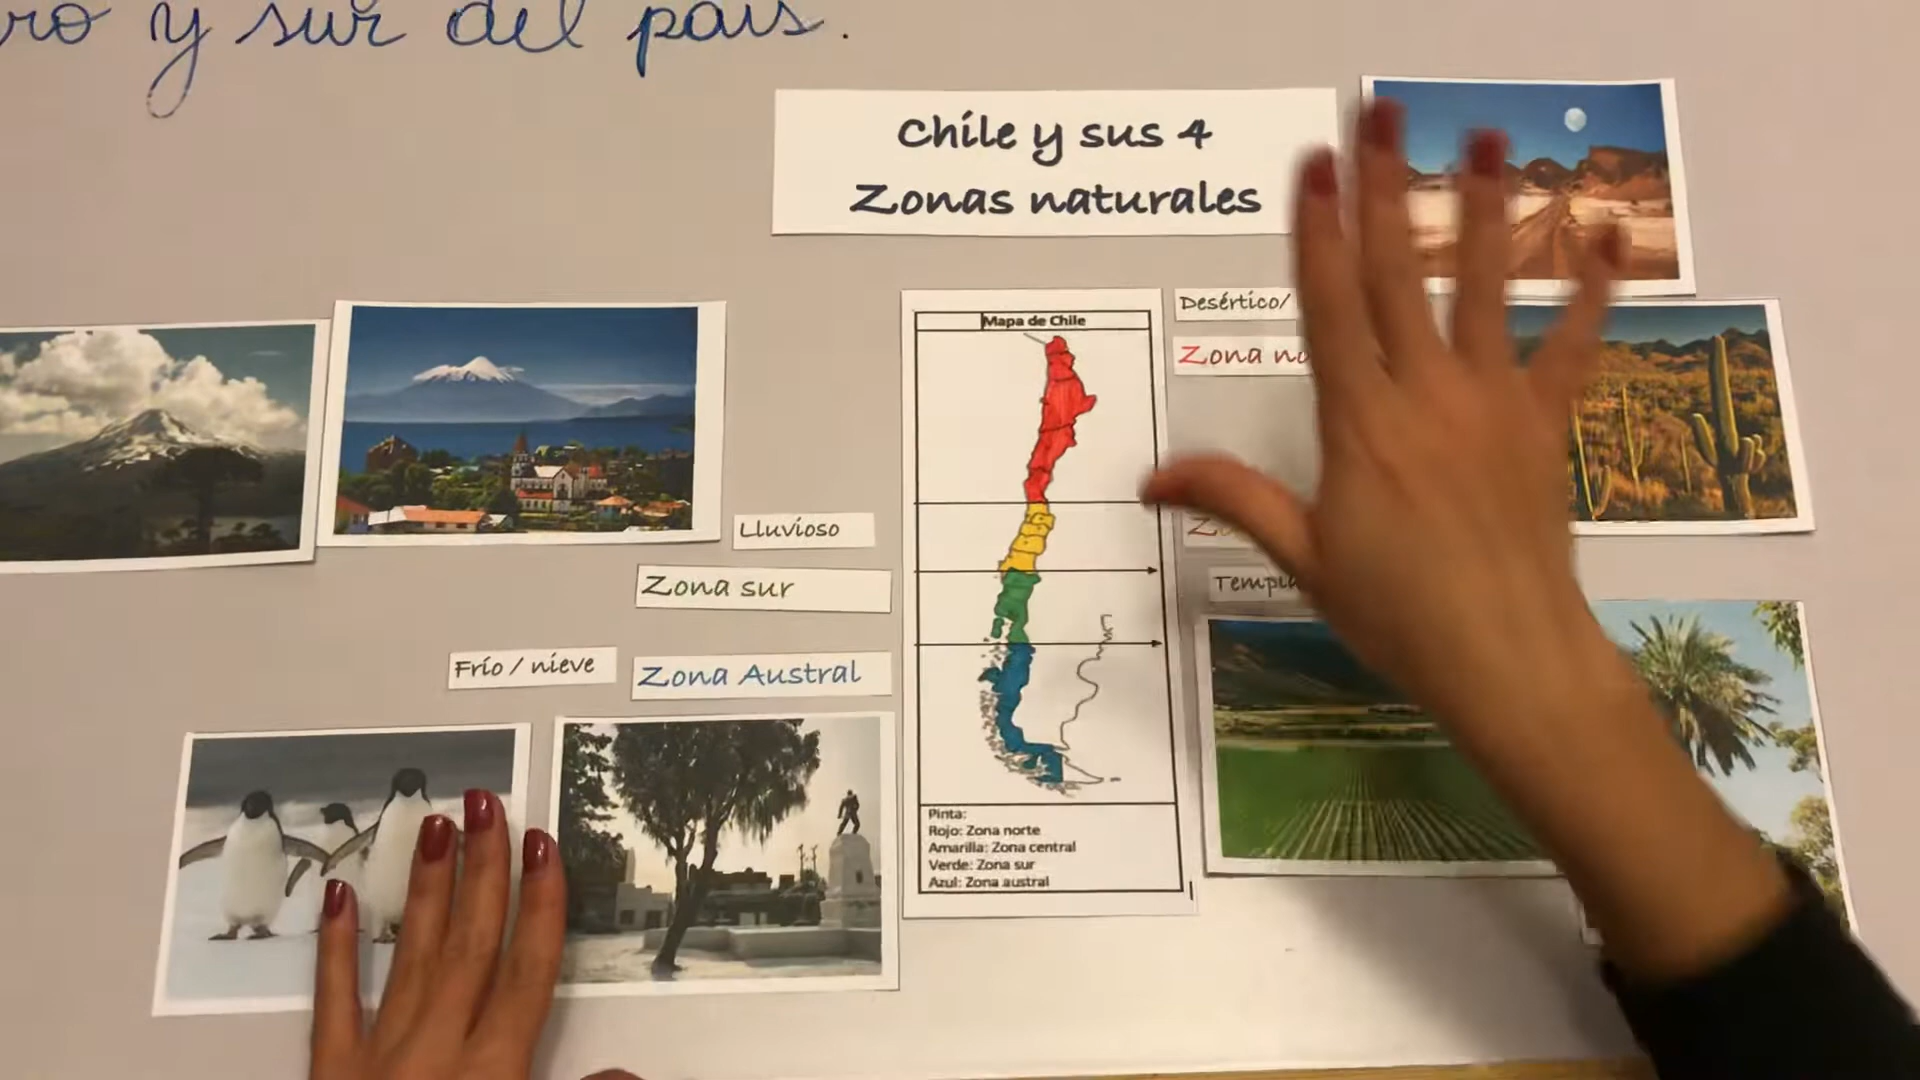 y sur del país.
Chile y sus 4
Zonas naturales
Mapa de Chile
Desértico/
Zona
Lluvioso
Zona sur
Frío / nieve
Zona Austral
Pinta:
Rojo: Zona norte
Amarilla: Zona central
Verde: Zona sur
Azul: Zona austral